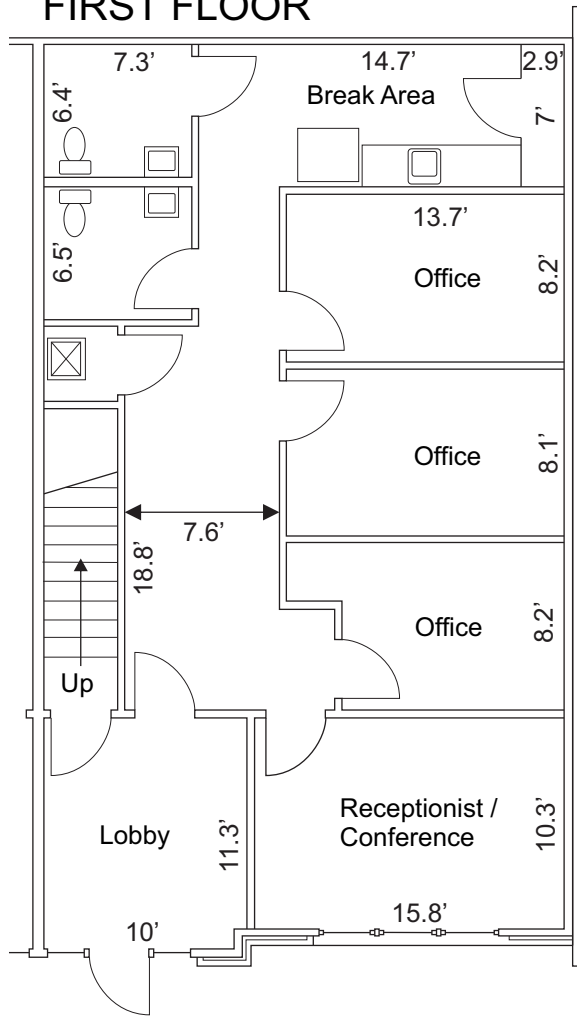 FIRST FLOOR
7.3’
14.7’
2.9’
Break Area
6.4’
7’
13.7’
6.5’
Office
8.2’
Office
8.1’
7.6’
18.8’
Office
8.2’
Up
Lobby
11.3’
Receptionist /
Conference
10.3’
15.8’
10’